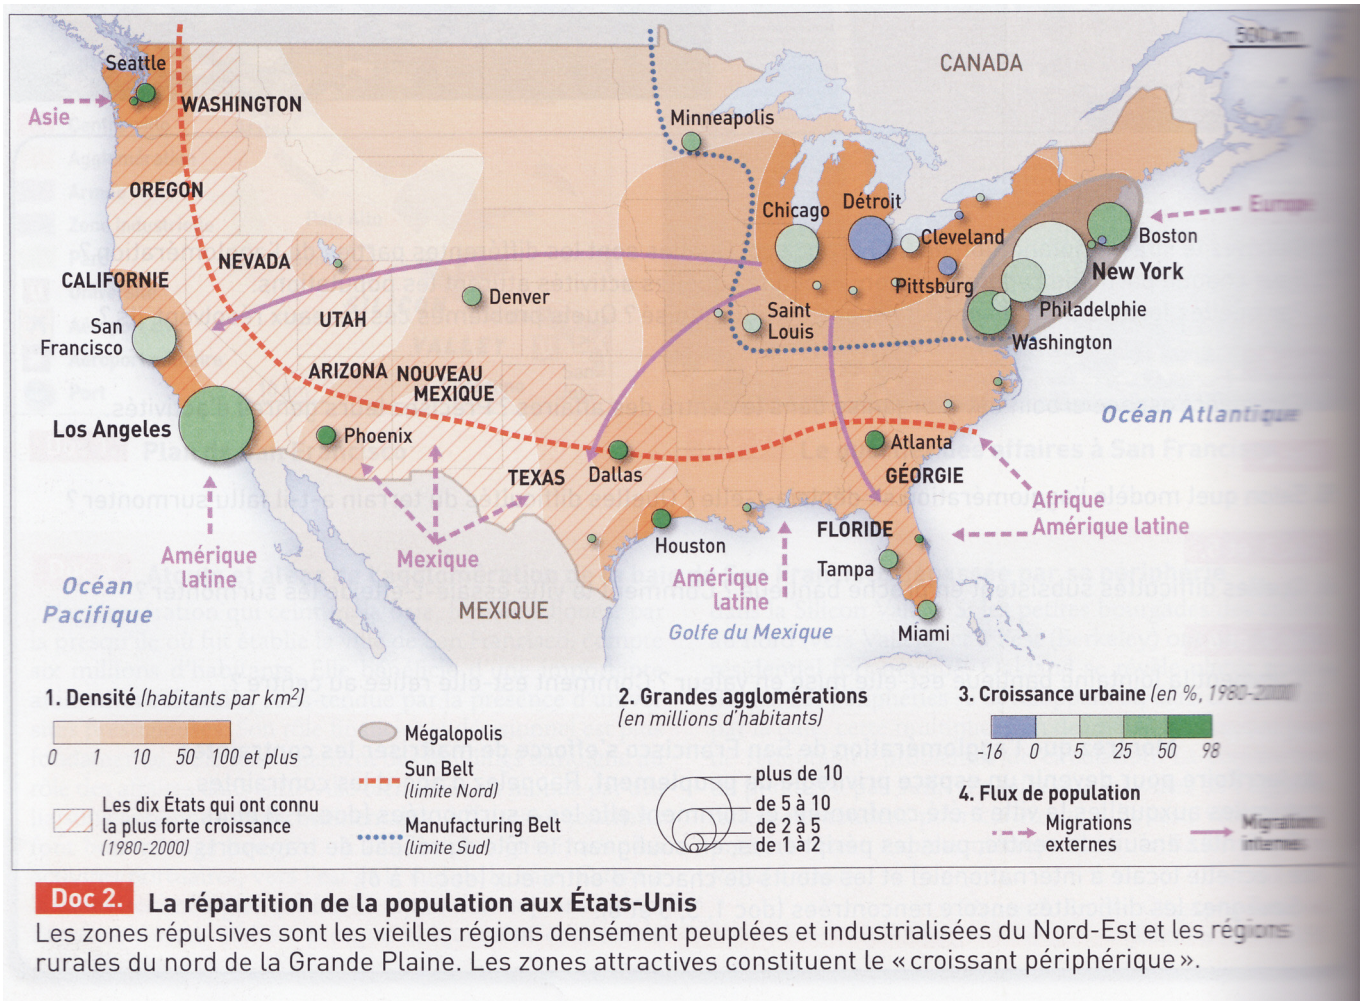 CANADA
500 km
Seattle
Asie
WASHINGTON
Minneapolis
OREGON
Chicago
Détroit
Europe
Cleveland
Boston
NEVADA
CALIFORNIE
Pittsburg
New York
Denver
Philadelphie
UTAH
Saint
Louis
San
Francisco
Washington
ARIZONA
NOUVEAU
MEXIQUE
Océan Atlantique
Los Angeles
Phoenix
Atlanta
TEXAS
Dallas
GÉORGIE
Afrique
Amérique latine
FLORIDE
Houston
Amérique
latine
Mexique
Tampa
Amérique
latine
Océan
Pacifique
MEXIQUE
Golfe du Mexique
Miami
1. Densité (habitants par km²)
0 1 10 50 100 et plus
Les dix États qui ont connu
la plus forte croissance
(1980-2000)
Mégalopolis
Sun Belt
(limite Nord)
Manufacturing Belt
(limite Sud)
2. Grandes agglomérations
(en millions d'habitants)
plus de 10
de 5 à 10
de 2 à 5
de 1 à 2
3. Croissance urbaine (en %, 1980-2000)
-16 0 10 25 50 98
4. Flux de population
Migrations
externes
Migrations
internes
Doc 2. La répartition de la population aux États-Unis
Les zones répulsives sont les vieilles régions densément peuplées et industrialisées du Nord-Est et les régions
rurales du nord de la Grande Plaine. Les zones attractives constituent le « croissant périphérique ».